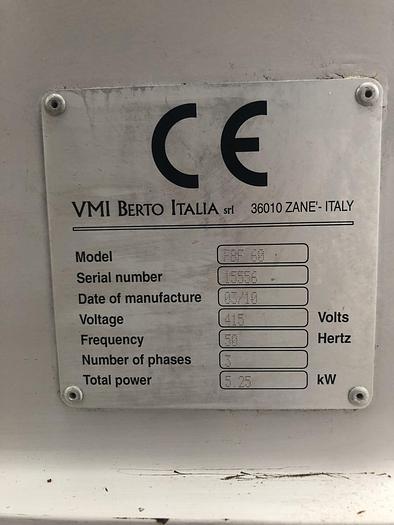 CE
VMI BERTO ITALIA srl 36010 ZANE'- ITALY
Model FBF 60
Serial number 15556
Date of manufacture 03/10
Voltage 415 Volts
Frequency 50 Hertz
Number of phases 3
Total power 5.25 kW